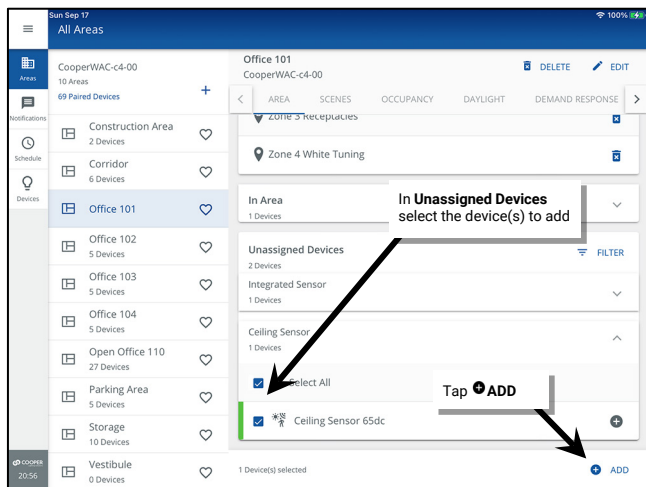 Sun Sep 17
100%
All Areas
Areas
Notifications
Schedule
Devices
COOPER
20:56
CooperWAC-c4-00
10 Areas
69 Paired Devices
Construction Area
2 Devices
Corridor
6 Devices
Office 101
Office 102
5 Devices
Office 103
5 Devices
Office 104
5 Devices
Open Office 110
27 Devices
Parking Area
5 Devices
Storage
10 Devices
Vestibule
0 Devices
Office 101
CooperWAC-c4-00
DELETE
EDIT
AREA SCENES OCCUPANCY DAYLIGHT DEMAND RESPONSE
Zone 3 Receptacles
Zone 4 White Tuning
In Area
1 Devices
In Unassigned Devices
select the device(s) to add
Unassigned Devices
2 Devices
FILTER
Integrated Sensor
1 Devices
Ceiling Sensor
1 Devices
Select All
Tap ADD
Ceiling Sensor 65dc
1 Device(s) selected
ADD